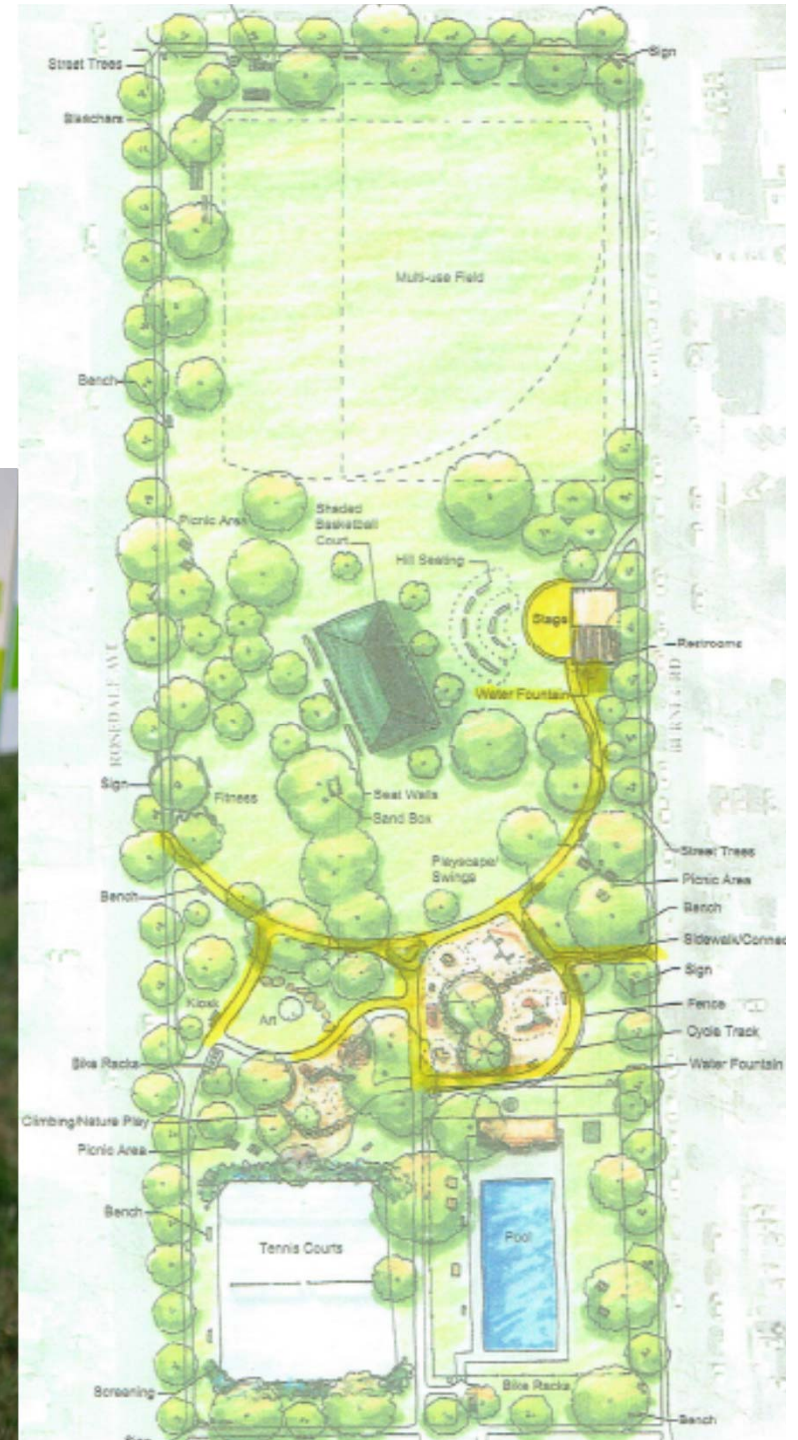 Street Trees
Sign
Bleachers
Multi-use Field
Bench
Picnic Area
Shaded
Basketball
Court
Hill Seating
Stage
Restrooms
Water Fountain
ROSEDALE AVE
Sign
Fitness
Seat Walls
Sand Box
Street Trees
Playscape/
Swings
Picnic Area
Bench
Bench
Sidewalk/Connec
Sign
Kiosk
Art
Fence
Cycle Track
Bike Racks
Water Fountain
Climbing/Nature Play
Picnic Area
Bench
Tennis Courts
Pool
Screening
Bike Racks
Bench
Sign